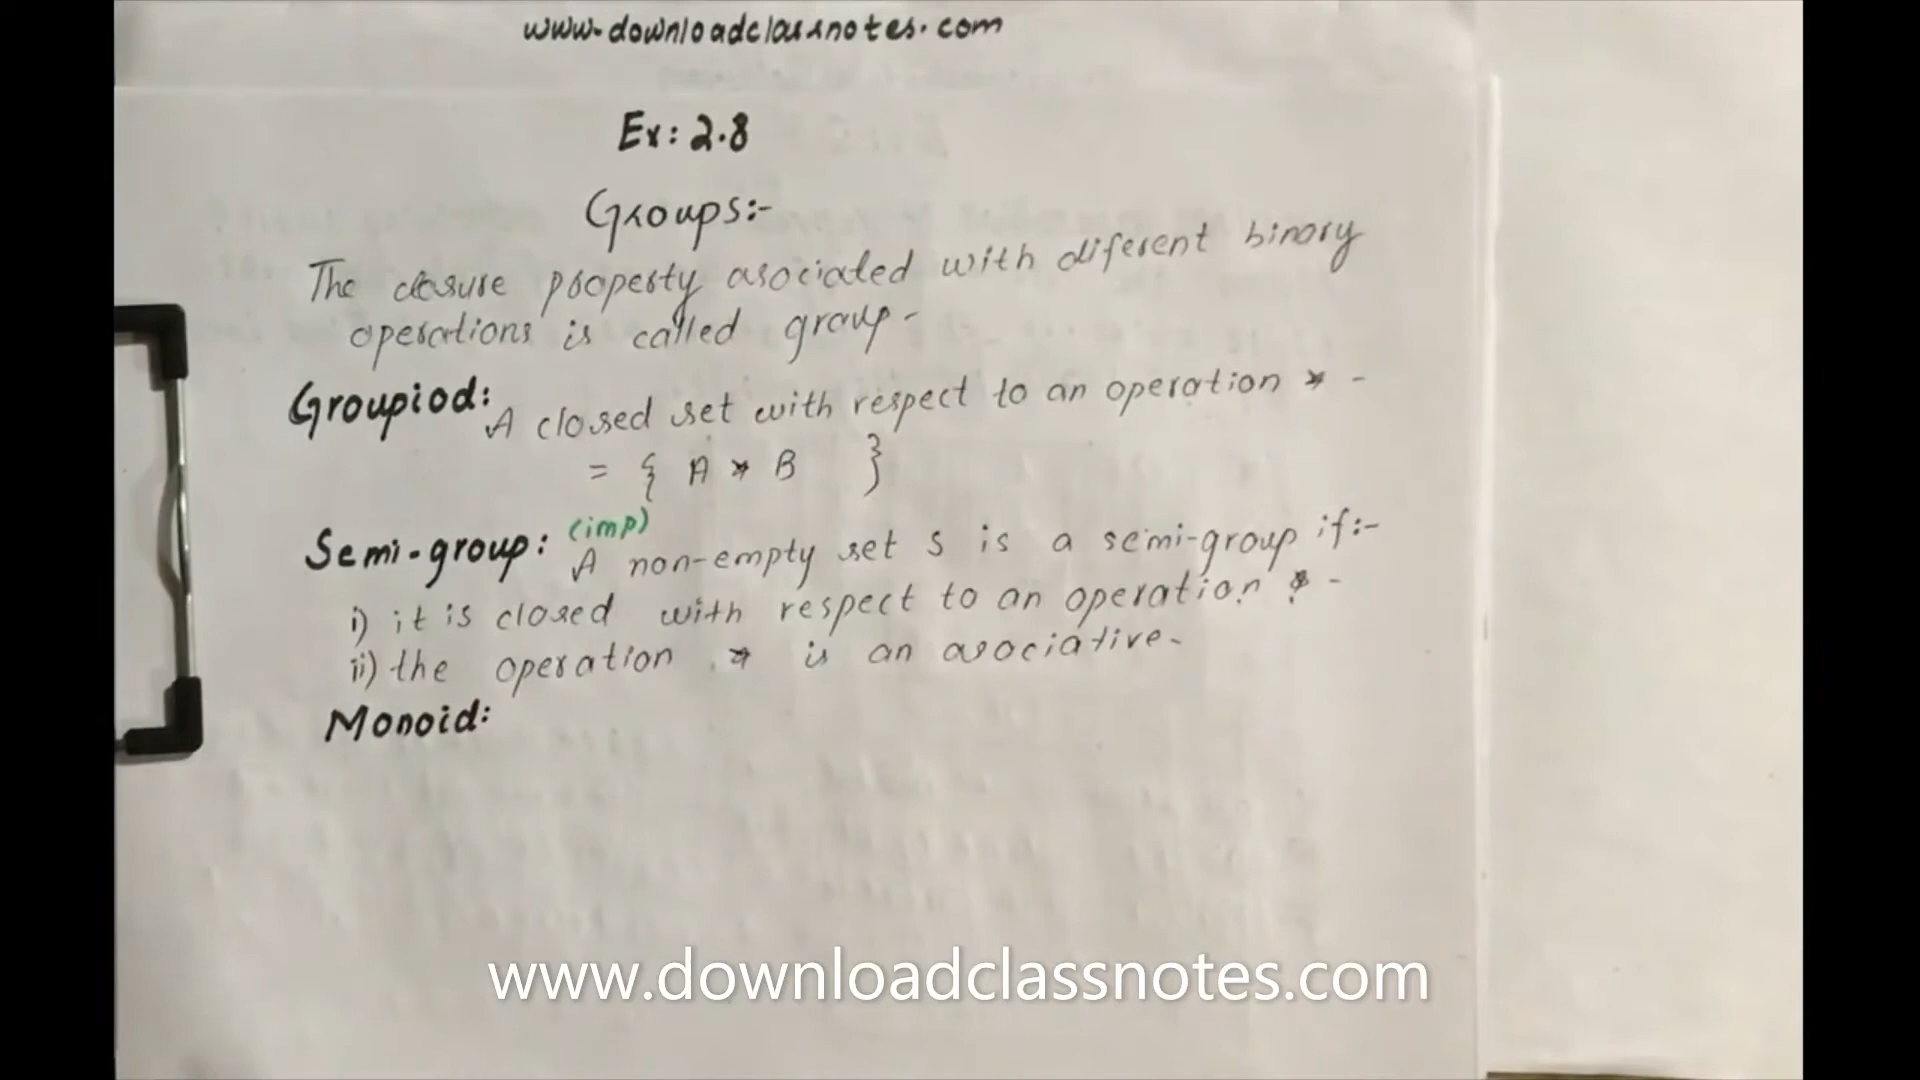 www.downloadclassnotes.com
Ex: 2.8
Groups:-
The closure property asociated with diferent binary
operations is called group-
Groupiod: A closed set with respect to an operation * -
= { A * B }
Semi-group: (imp) A non-empty set S is a semi-group if:-
i) it is closed with respect to an operation * -
ii) the operation * is an asociative-
Monoid:
www.downloadclassnotes.com